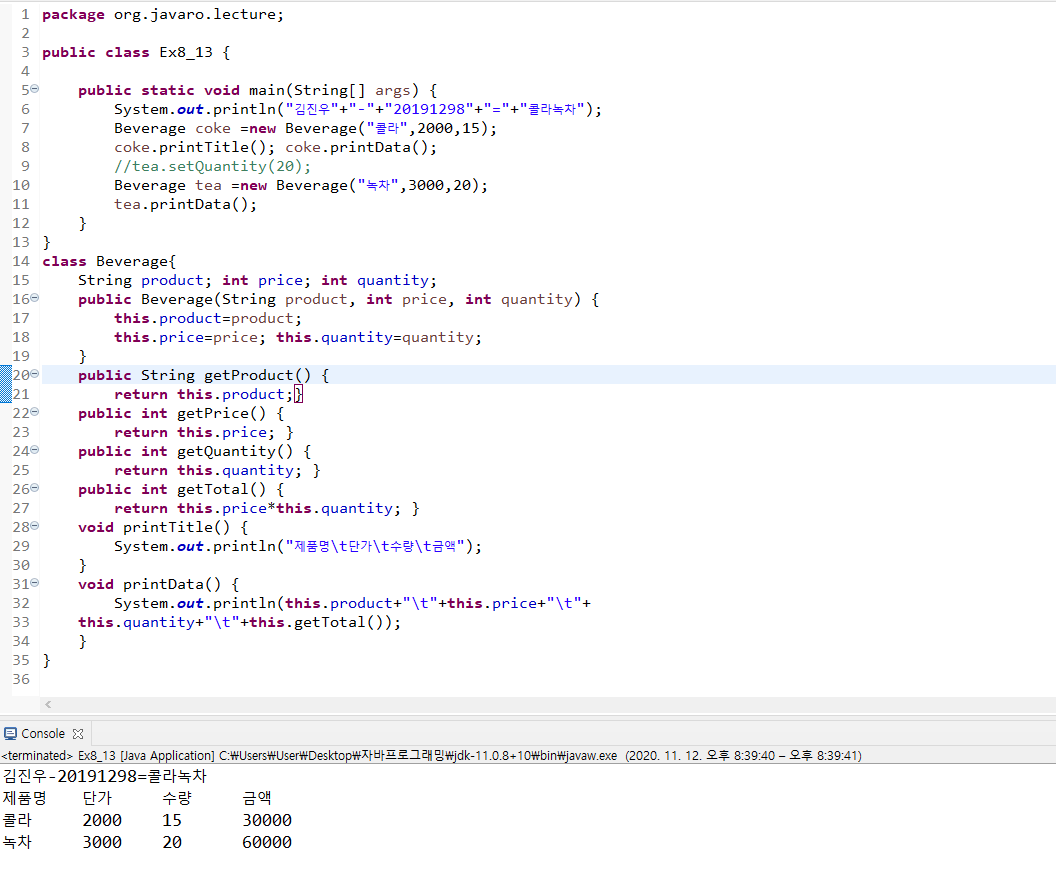 1 package org.javaro.lecture;
2
3 public class Ex8_13 {
4
5     public static void main(String[] args) {
6         System.out.println("김진우"+"-"+"20191298"+"="+"콜라녹차");
7         Beverage coke =new Beverage("콜라",2000,15);
8         coke.printTitle(); coke.printData();
9         //tea.setQuantity(20);
10         Beverage tea =new Beverage("녹차",3000,20);
11         tea.printData();
12     }
13 }
14 class Beverage{
15     String product; int price; int quantity;
16     public Beverage(String product, int price, int quantity) {
17         this.product=product;
18         this.price=price; this.quantity=quantity;
19     }
20     public String getProduct() {
21         return this.product;}
22     public int getPrice() {
23         return this.price; }
24     public int getQuantity() {
25         return this.quantity; }
26     public int getTotal() {
27         return this.price*this.quantity; }
28     void printTitle() {
29         System.out.println("제품명\t단가\t수량\t금액");
30     }
31     void printData() {
32         System.out.println(this.product+"\t"+this.price+"\t"+
33     this.quantity+"\t"+this.getTotal());
34     }
35 }
36
Console
<terminated> Ex8_13 [Java Application] C:₩Users₩User₩Desktop₩자바프로그래밍₩jdk-11.0.8+10₩bin₩javaw.exe (2020. 11. 12. 오후 8:39:40 – 오후 8:39:41)
김진우-20191298=콜라녹차
제품명 단가 수량 금액
콜라 2000 15 30000
녹차 3000 20 60000